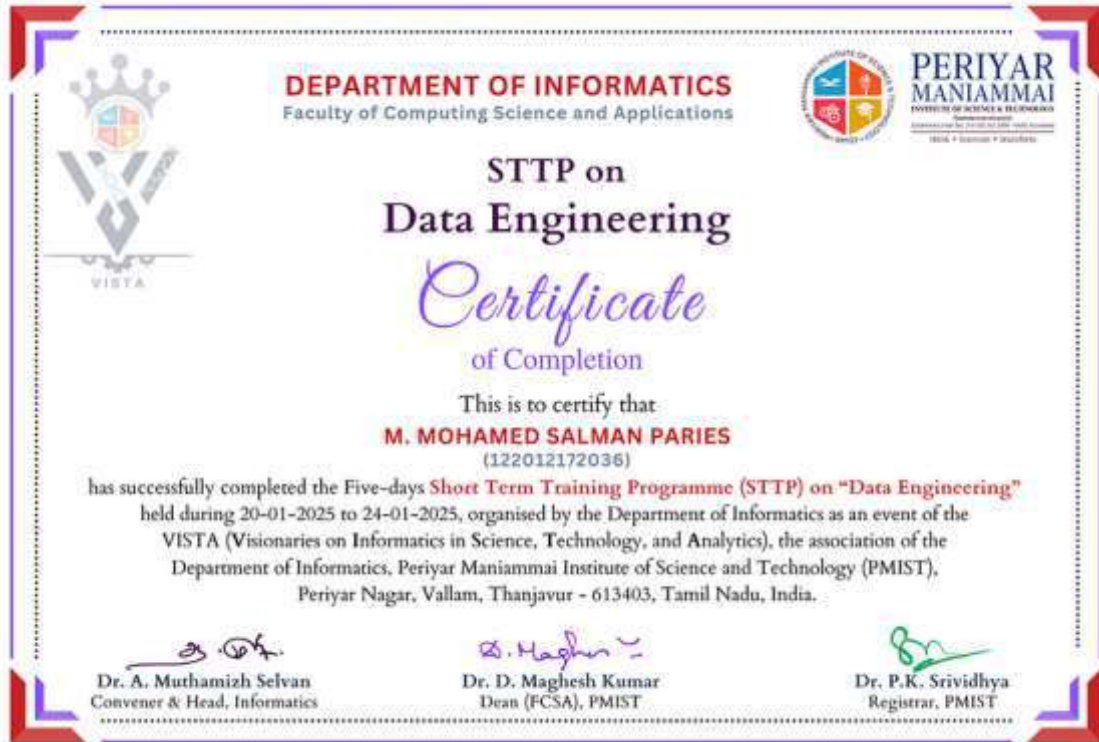 DEPARTMENT OF INFORMATICS
Faculty of Computing Science and Applications
PERIYAR
MANIAMMAI
INSTITUTE OF SCIENCE & TECHNOLOGY
VISTA
STTP on
Data Engineering
Certificate
of Completion
This is to certify that
M. MOHAMED SALMAN PARIES
(122012172036)
has successfully completed the Five-days Short Term Training Programme (STTP) on “Data Engineering”
held during 20-01-2025 to 24-01-2025, organised by the Department of Informatics as an event of the
VISTA (Visionaries on Informatics in Science, Technology, and Analytics), the association of the
Department of Informatics, Periyar Maniammai Institute of Science and Technology (PMIST),
Periyar Nagar, Vallam, Thanjavur - 613403, Tamil Nadu, India.
D. Maghes
Dr. A. Muthamizh Selvan
Convener & Head, Informatics
Dr. D. Maghesh Kumar
Dean (FCSA), PMIST
Dr. P.K. Srividhya
Registrar, PMIST